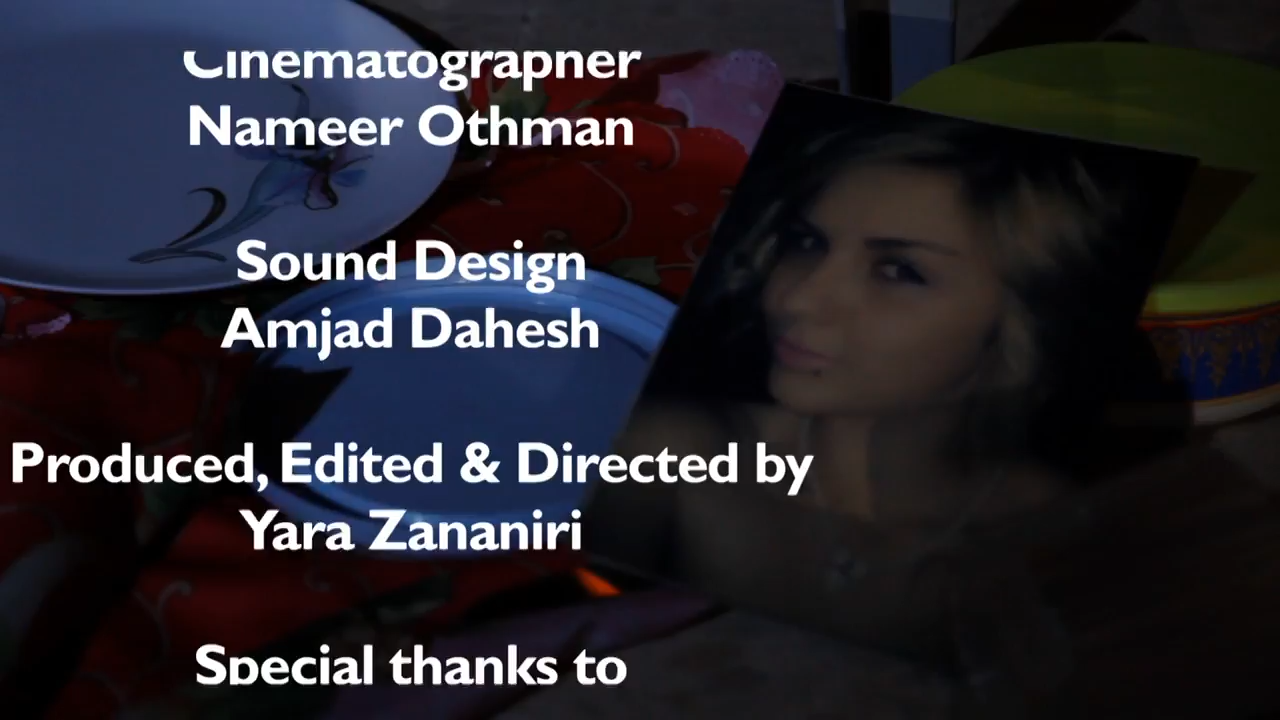 Cinematographer
Nameer Othman
Sound Design
Amjad Dahesh
Produced, Edited & Directed by
Yara Zananiri
Special thanks to